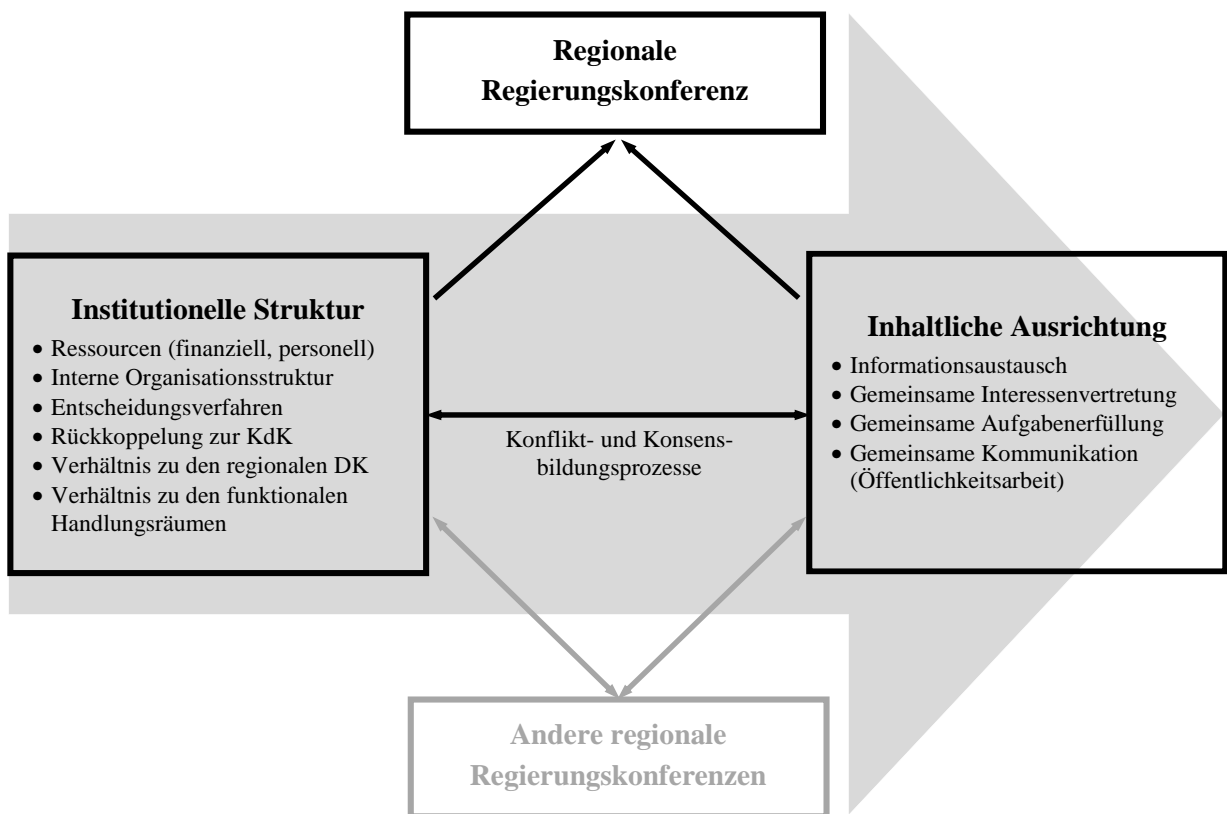 Regionale
Regierungskonferenz
Institutionelle Struktur
• Ressourcen (finanziell, personell)
• Interne Organisationsstruktur
• Entscheidungsverfahren
• Rückkoppelung zur KdK
• Verhältnis zu den regionalen DK
• Verhältnis zu den funktionalen
Handlungsräumen
Konflikt- und Konsens-
bildungsprozesse
Inhaltliche Ausrichtung
• Informationsaustausch
• Gemeinsame Interessenvertretung
• Gemeinsame Aufgabenerfüllung
• Gemeinsame Kommunikation
(Öffentlichkeitsarbeit)
Andere regionale
Regierungskonferenzen